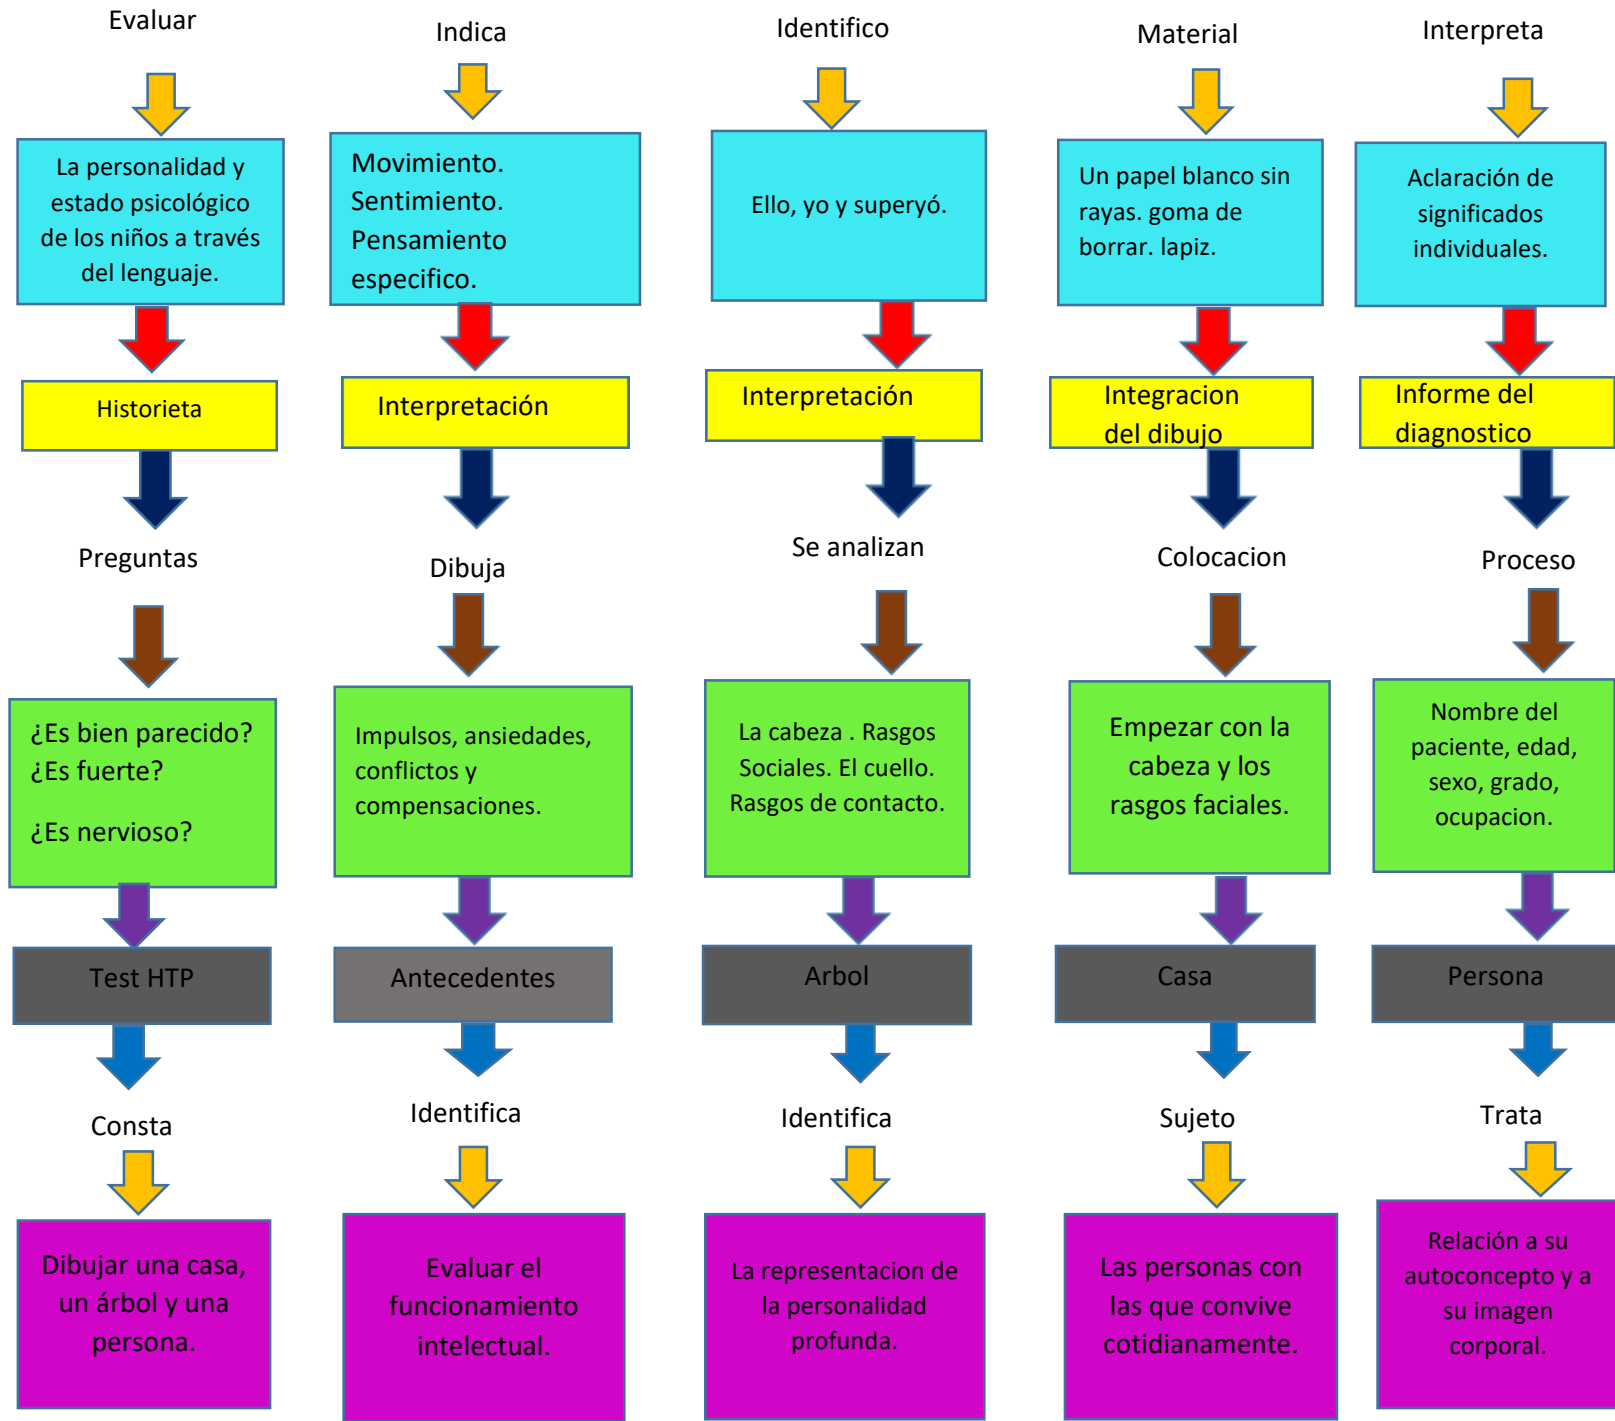 Evaluar
Indica
Identifico
Material
Interpreta
La personalidad y
estado psicológico
de los niños a través
del lenguaje.
Movimiento.
Sentimiento.
Pensamiento
especifico.
Ello, yo y superyó.
Un papel blanco sin
rayas. goma de
borrar. lapiz.
Aclaración de
significados
individuales.
Historieta
Interpretación
Interpretación
Integracion
del dibujo
Informe del
diagnostico
Preguntas
Dibuja
Se analizan
Colocacion
Proceso
¿Es bien parecido?
¿Es fuerte?
¿Es nervioso?
Impulsos, ansiedades,
conflictos y
compensaciones.
La cabeza . Rasgos
Sociales. El cuello.
Rasgos de contacto.
Empezar con la
cabeza y los
rasgos faciales.
Nombre del
paciente, edad,
sexo, grado,
ocupacion.
Test HTP
Antecedentes
Arbol
Casa
Persona
Consta
Identifica
Identifica
Sujeto
Trata
Dibujar una casa,
un árbol y una
persona.
Evaluar el
funcionamiento
intelectual.
La representacion de
la personalidad
profunda.
Las personas con
las que convive
cotidianamente.
Relación a su
autoconcepto y a
su imagen
corporal.